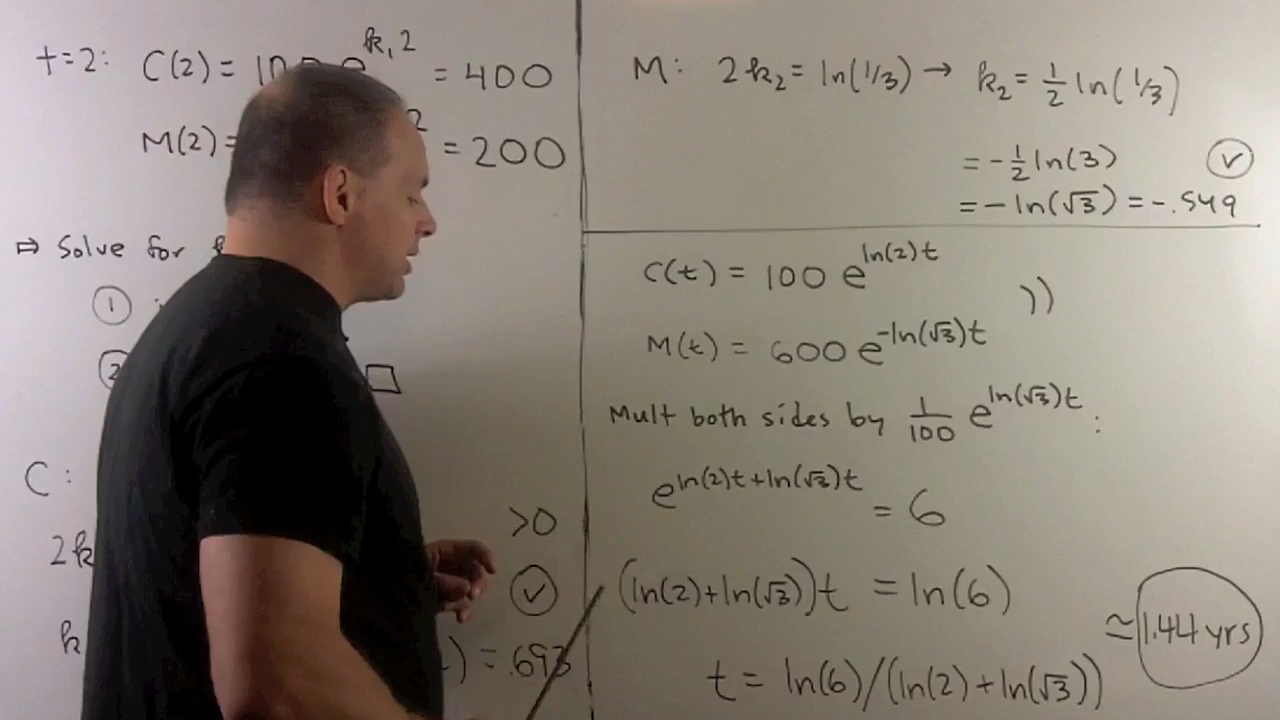 t=2: C(2) = 10 e^{k, 2} = 400
M(2) = 2 = 200
⇒ Solve for
①
②
C:
2k >0
k ) = .693
M: 2k₂ = ln(1/3) → k₂ = ½ ln(1/3)
= -½ ln(3) ✓
= -ln(√3) = -.549
C(t) = 100 e^{ln(2)t}
M(t) = 600 e^{-ln(√3)t}
Mult both sides by 1/100 e^{ln(√3)t} :
e^{ln(2)t+ln(√3)t} = 6
(ln(2)+ln(√3))t = ln(6)
t = ln(6)/(ln(2)+ln(√3)) ≃ 1.44 yrs